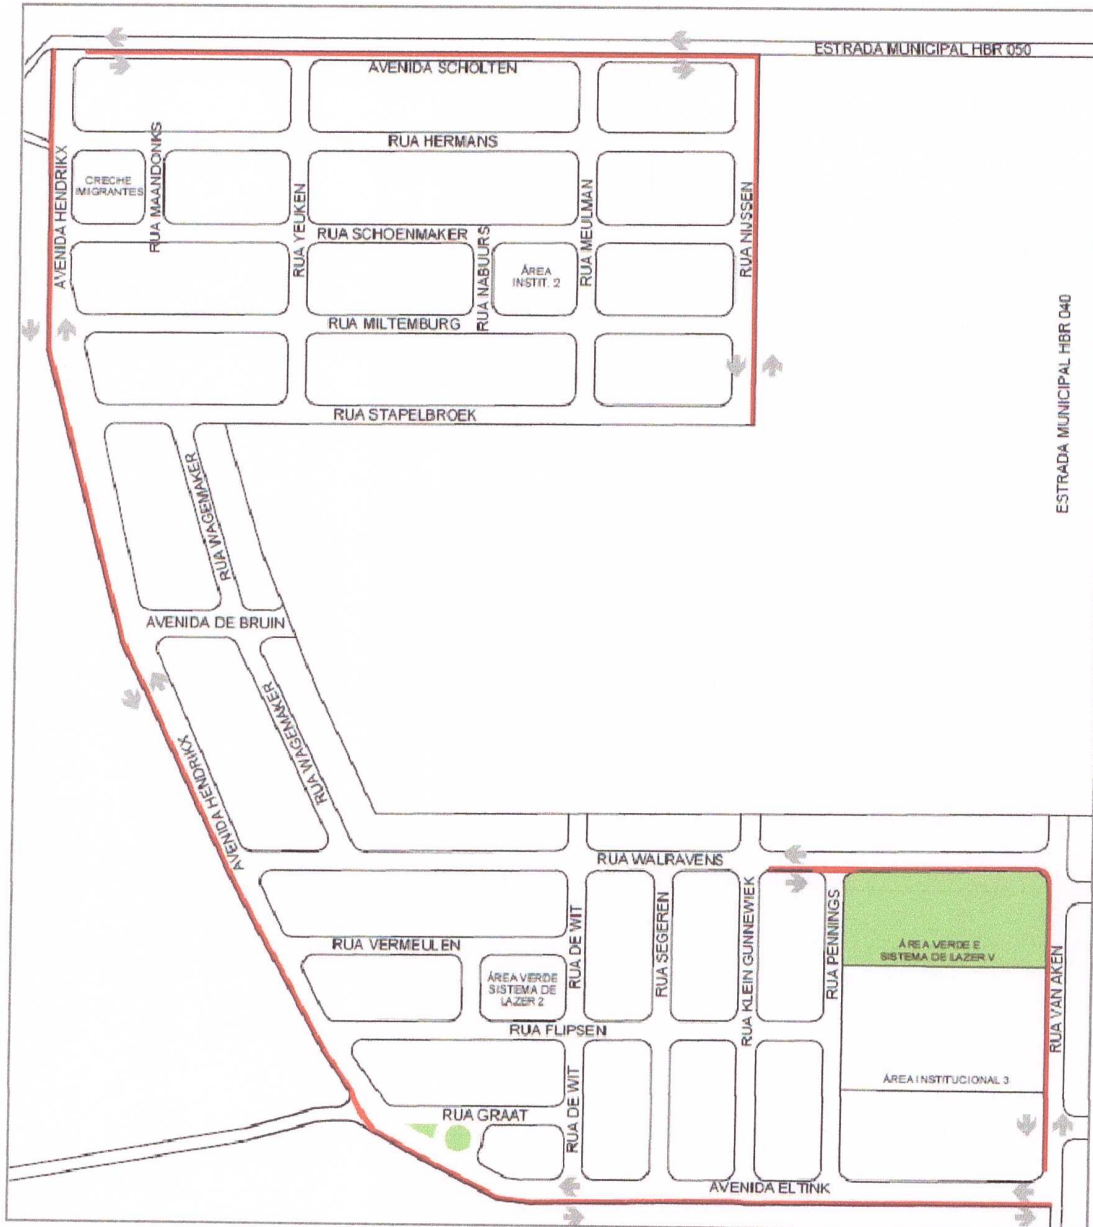 ESTRADA MUNICIPAL HBR 050
AVENIDA SCHOLTEN
RUA HERMANS
AVENIDA HENDRIKX
CRECHE
IMIGRANTES
RUA MAANDONKS
RUA YEUKEN
RUA SCHOENMAKER
RUA NABUURS
ÁREA
INSTIT. 2
RUA MEULMAN
RUA NIJSSEN
RUA MILTEMBURG
RUA STAPELBROEK
ESTRADA MUNICIPAL HBR 040
RUA WAGEMAKER
AVENIDA DE BRUIN
RUA WAGEMAKER
AVENIDA HENDRIKX
RUA WALRAVENS
RUA VERMEULEN
RUA DE WIT
RUA SEGEREN
RUA KLEIN GUNNEWIEK
RUA PENNINGS
ÁREA VERDE E
SISTEMA DE LAZER V
RUA VAN AKEN
ÁREA VERDE
SISTEMA DE
LAZER 2
RUA FLIPSEN
ÁREA INSTITUCIONAL 3
RUA GRAAT
RUA DE WIT
AVENIDA ELTINK